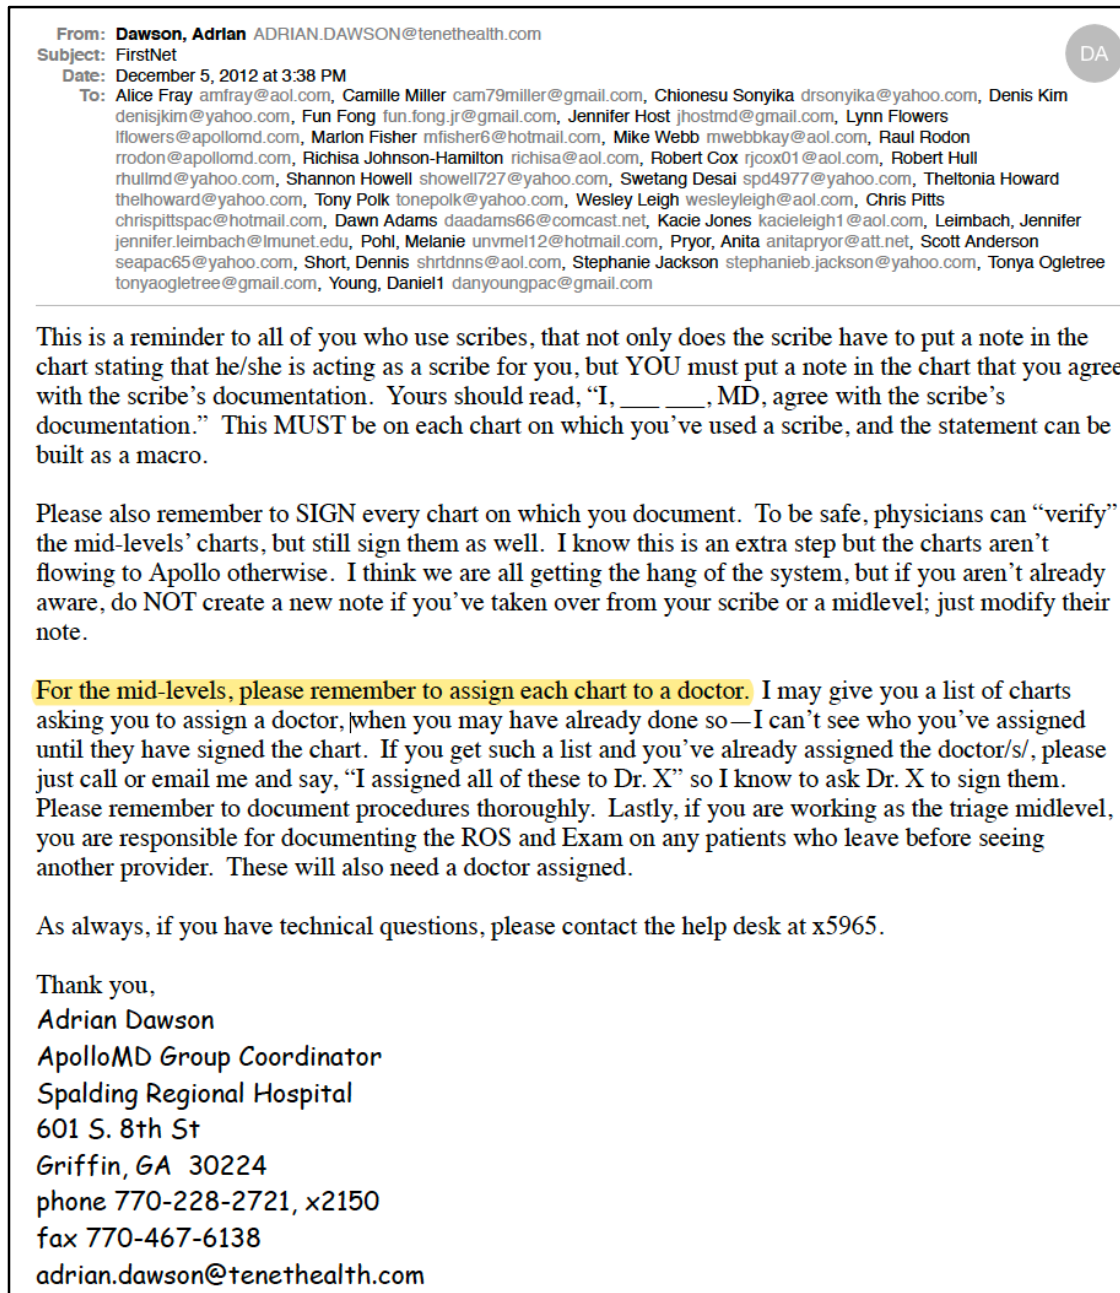 From: Dawson, Adrian ADRIAN.DAWSON@tenethealth.com
DA
Subject: FirstNet
Date: December 5, 2012 at 3:38 PM
To: Alice Fray amfray@aol.com, Camille Miller cam79miller@gmail.com, Chionesu Sonyika drsonyika@yahoo.com, Denis Kim
denisjkim@yahoo.com, Fun Fong fun.fong.jr@gmail.com, Jennifer Host jhostmd@gmail.com, Lynn Flowers
lflowers@apollomd.com, Marlon Fisher mfisher6@hotmail.com, Mike Webb mwebbkay@aol.com, Raul Rodon
rrodon@apollomd.com, Richisa Johnson-Hamilton richisa@aol.com, Robert Cox rjcox01@aol.com, Robert Hull
rhullmd@yahoo.com, Shannon Howell showell727@yahoo.com, Swetang Desai spd4977@yahoo.com, Theltonia Howard
thelhoward@yahoo.com, Tony Polk tonepolk@yahoo.com, Wesley Leigh wesleyleigh@aol.com, Chris Pitts
chrispittspac@hotmail.com, Dawn Adams daadams66@comcast.net, Kacie Jones kacieleigh1@aol.com, Leimbach, Jennifer
jennifer.leimbach@lmunet.edu, Pohl, Melanie unvmel12@hotmail.com, Pryor, Anita anitapryor@att.net, Scott Anderson
seapac65@yahoo.com, Short, Dennis shrtdnns@aol.com, Stephanie Jackson stephanieb.jackson@yahoo.com, Tonya Ogletree
tonyaogletree@gmail.com, Young, Daniel1 danyoungpac@gmail.com
This is a reminder to all of you who use scribes, that not only does the scribe have to put a note in the
chart stating that he/she is acting as a scribe for you, but YOU must put a note in the chart that you agree
with the scribe's documentation. Yours should read, “I, ___ ___, MD, agree with the scribe's
documentation.” This MUST be on each chart on which you've used a scribe, and the statement can be
built as a macro.
Please also remember to SIGN every chart on which you document. To be safe, physicians can “verify”
the mid-levels' charts, but still sign them as well. I know this is an extra step but the charts aren't
flowing to Apollo otherwise. I think we are all getting the hang of the system, but if you aren't already
aware, do NOT create a new note if you've taken over from your scribe or a midlevel; just modify their
note.
For the mid-levels, please remember to assign each chart to a doctor. I may give you a list of charts
asking you to assign a doctor, when you may have already done so—I can't see who you've assigned
until they have signed the chart. If you get such a list and you've already assigned the doctor/s/, please
just call or email me and say, “I assigned all of these to Dr. X” so I know to ask Dr. X to sign them.
Please remember to document procedures thoroughly. Lastly, if you are working as the triage midlevel,
you are responsible for documenting the ROS and Exam on any patients who leave before seeing
another provider. These will also need a doctor assigned.
As always, if you have technical questions, please contact the help desk at x5965.
Thank you,
Adrian Dawson
ApolloMD Group Coordinator
Spalding Regional Hospital
601 S. 8th St
Griffin, GA 30224
phone 770-228-2721, x2150
fax 770-467-6138
adrian.dawson@tenethealth.com